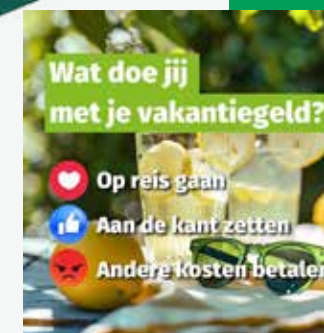 Wat doe jij
met je vakantiegeld?
Op reis gaan
Aan de kant zetten
Andere kosten betalen